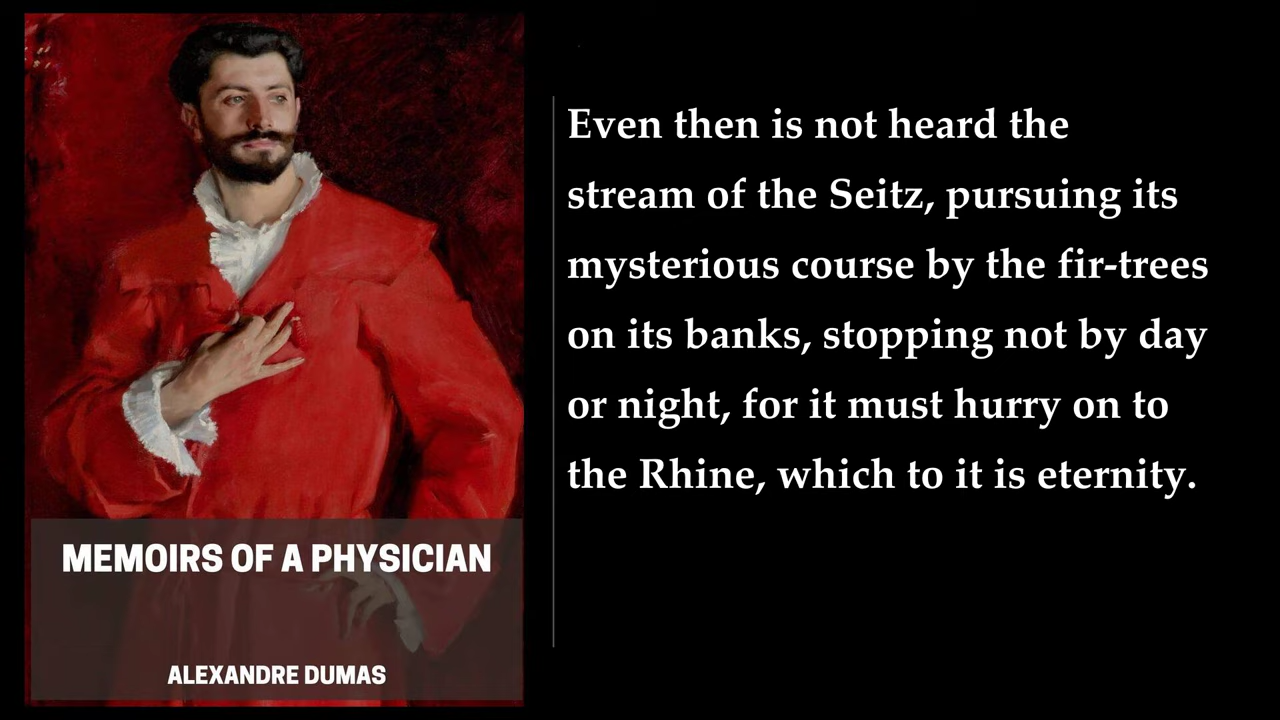 MEMOIRS OF A PHYSICIAN
ALEXANDRE DUMAS
Even then is not heard the
stream of the Seitz, pursuing its
mysterious course by the fir-trees
on its banks, stopping not by day
or night, for it must hurry on to
the Rhine, which to it is eternity.